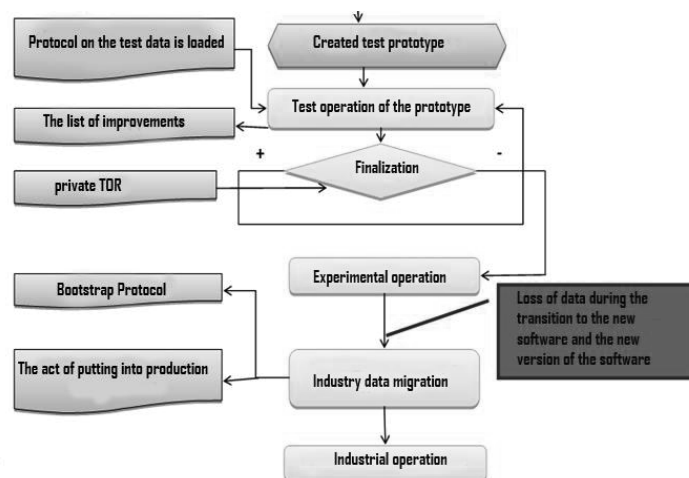 Protocol on the test data is loaded
Created test prototype
Test operation of the prototype
The list of improvements
+
-
Finalization
private TOR
Experimental operation
Bootstrap Protocol
Loss of data during the
transition to the new
software and the new
version of the software
The act of putting into production
Industry data migration
Industrial operation